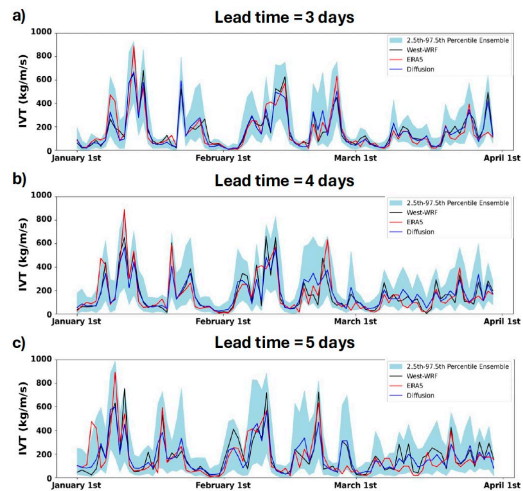 a)
Lead time = 3 days
IVT (kg/m/s)
1000
800
600
400
200
0
2.5th-97.5th Percentile Ensemble
West-WRF
ERA5
Diffusion
January 1st
February 1st
March 1st
April 1st
b)
Lead time = 4 days
IVT (kg/m/s)
1000
800
600
400
200
0
2.5th-97.5th Percentile Ensemble
West-WRF
ERA5
Diffusion
January 1st
February 1st
March 1st
April 1st
c)
Lead time = 5 days
IVT (kg/m/s)
1000
800
600
400
200
0
2.5th-97.5th Percentile Ensemble
West-WRF
ERA5
Diffusion
January 1st
February 1st
March 1st
April 1st